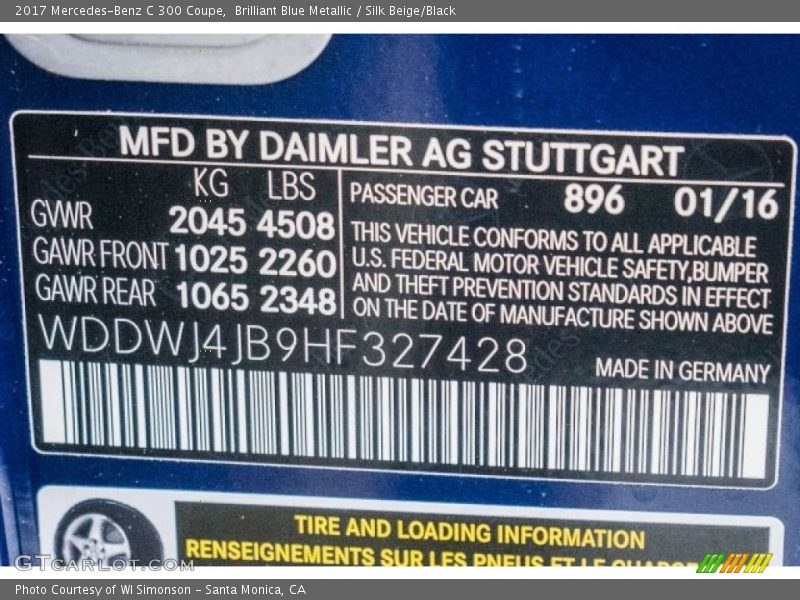 2017 Mercedes-Benz C 300 Coupe,  Brilliant Blue Metallic / Silk Beige/Black
MFD BY DAIMLER AG STUTTGART
KG LBS
GVWR 2045 4508
GAWR FRONT 1025 2260
GAWR REAR 1065 2348
PASSENGER CAR 896 01/16
THIS VEHICLE CONFORMS TO ALL APPLICABLE
U.S. FEDERAL MOTOR VEHICLE SAFETY,BUMPER
AND THEFT PREVENTION STANDARDS IN EFFECT
ON THE DATE OF MANUFACTURE SHOWN ABOVE
WDDWJ4JB9HF327428
MADE IN GERMANY
TIRE AND LOADING INFORMATION
RENSEIGNEMENTS SUR LES PNEUS ET LE
GTCARLOT.COM
Photo Courtesy of WI Simonson – Santa Monica, CA